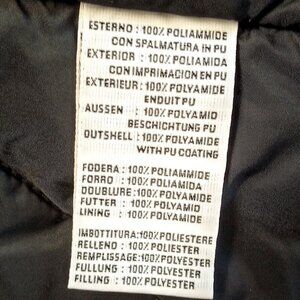 ESTERNO : 100% POLIAMMIDE
CON SPALMATURA IN PU
EXTERIOR : 100% POLIAMIDA
CON IMPRIMACION EN PU
EXTERIEUR : 100% POLYAMIDE
ENDUIT PU
AUSSEN : 100% POLYAMID
BESCHICHTUNG PU
OUTSHELL : 100% POLYAMIDE
WITH PU COATING
FODERA : 100% POLIAMMIDE
FORRO : 100% POLIAMIDA
DOUBLURE : 100% POLYAMIDE
FUTTER : 100% POLYAMID
LINING : 100% POLYAMIDE
IMBOTTITURA : 100% POLIESTERE
RELLENO : 100% POLIESTER
REMPLISSAGE : 100% POLYESTER
FULLUNG : 100% POLYESTER
FILLING : 100% POLYESTER